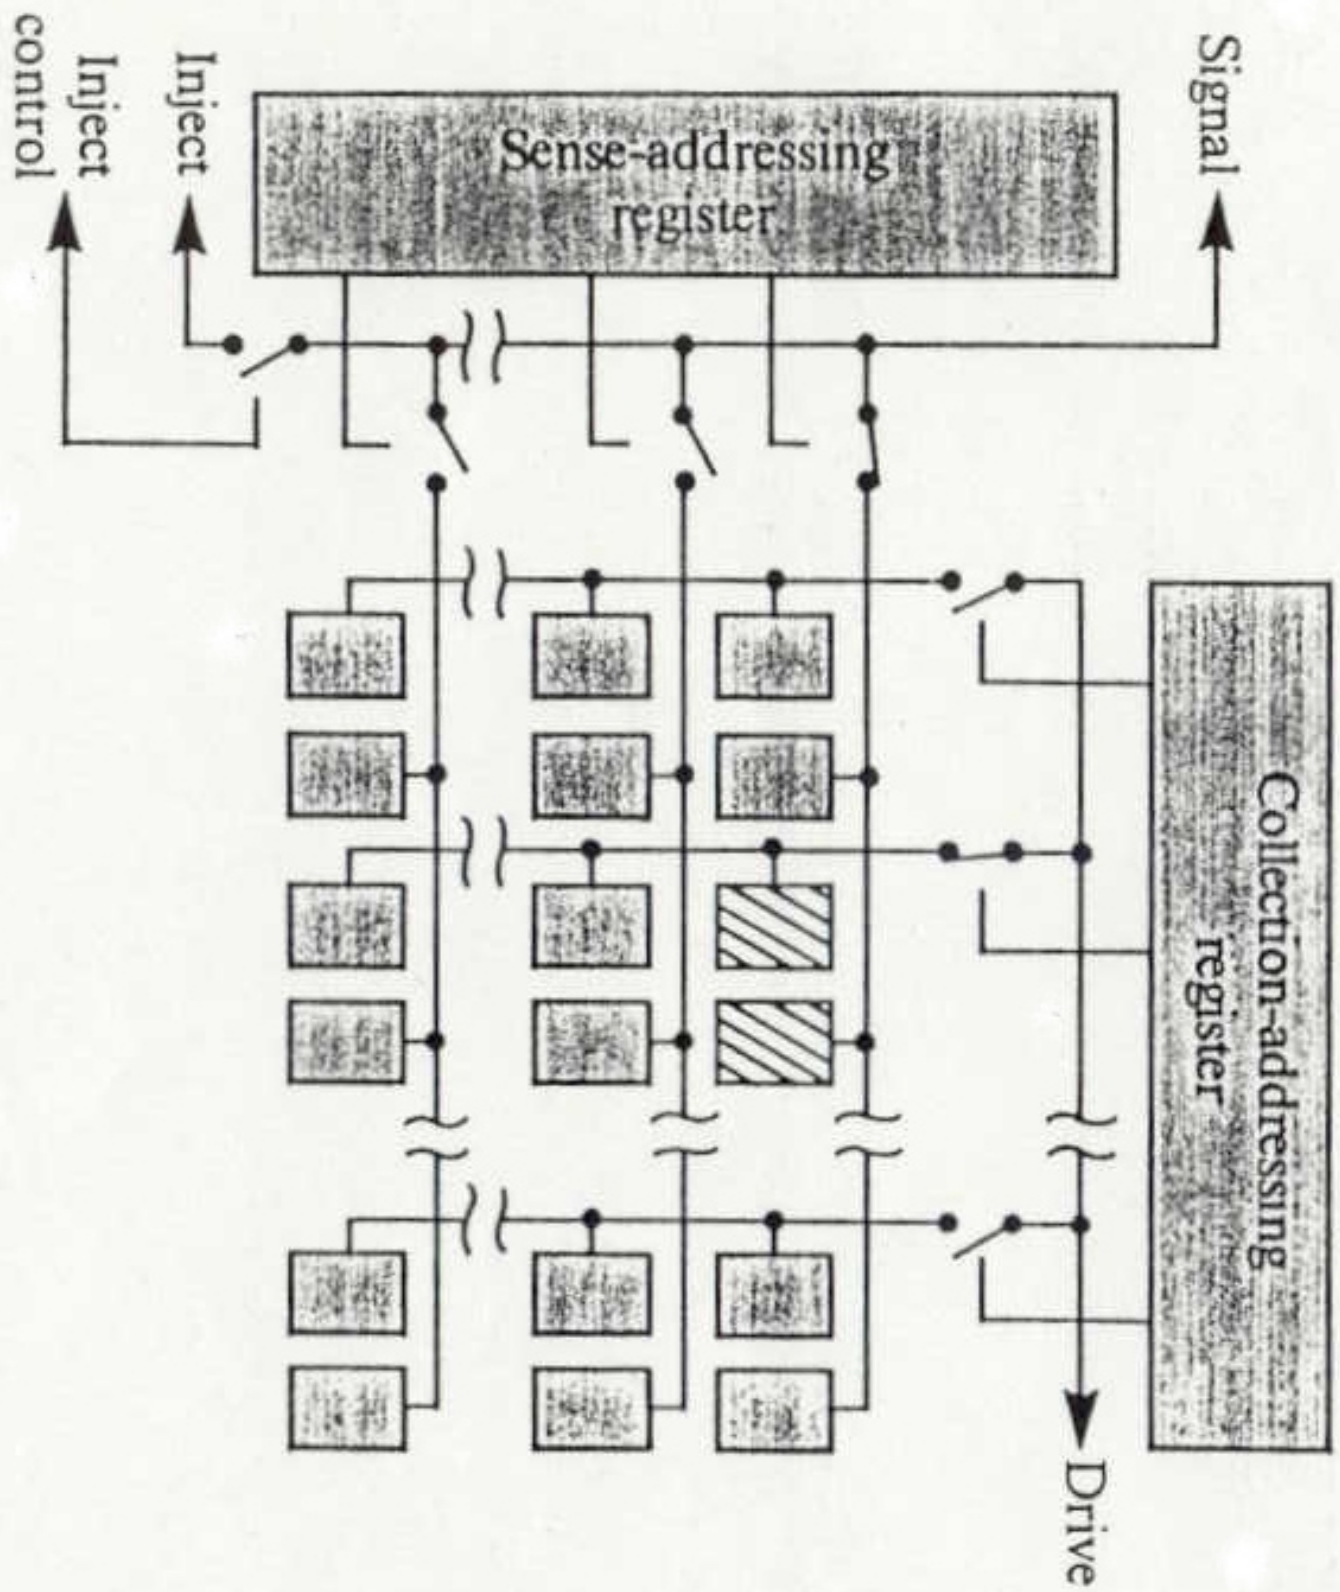 Signal
Sense-addressing
register
Inject
Inject
control
Collection-addressing
register
Drive